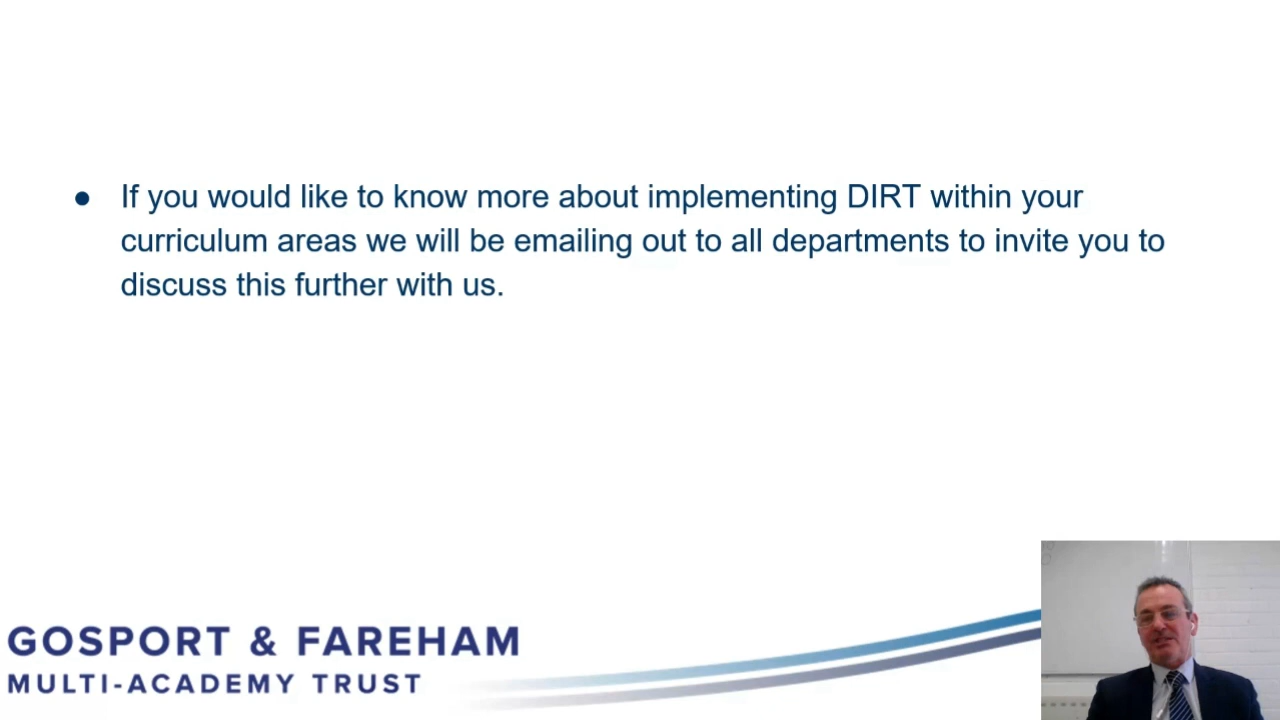 ● If you would like to know more about implementing DIRT within your
curriculum areas we will be emailing out to all departments to invite you to
discuss this further with us.
GOSPORT & FAREHAM
MULTI-ACADEMY TRUST